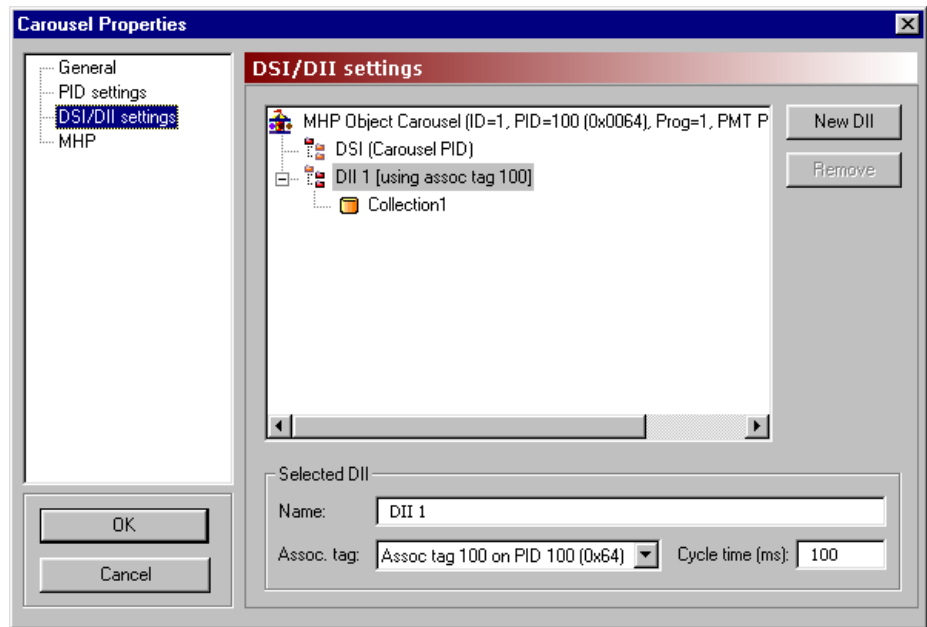 Carousel Properties
General
PID settings
DSI/DII settings
MHP
OK
Cancel
DSI/DII settings
MHP Object Carousel (ID=1, PID=100 (0x0064), Prog=1, PMT P
DSI (Carousel PID)
DII 1 [using assoc tag 100]
Collection1
New DII
Remove
Selected DII
Name: DII 1
Assoc. tag: Assoc tag 100 on PID 100 (0x64) Cycle time (ms): 100